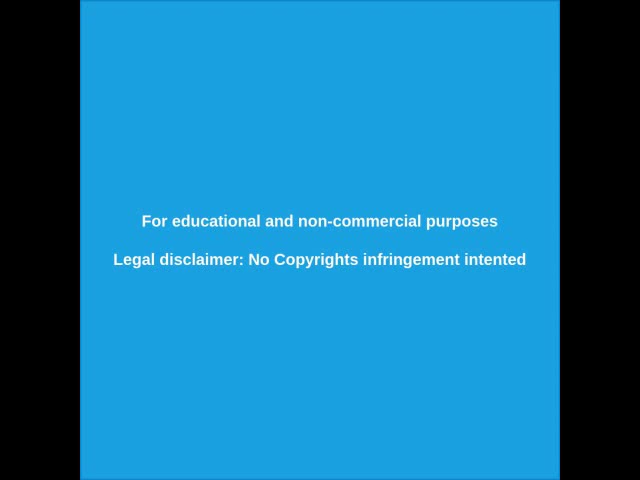 For educational and non-commercial purposes
Legal disclaimer: No Copyrights infringement intented